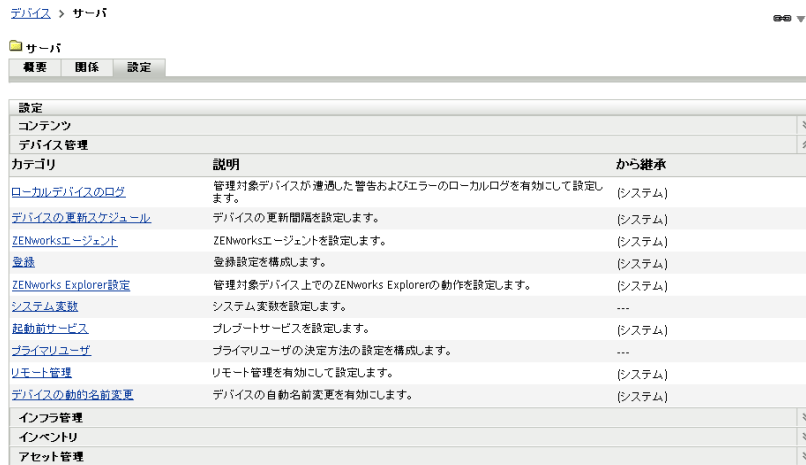 デバイス > サーバ
サーバ
概要 関係 設定
設定
コンテンツ
デバイス管理
カテゴリ 説明 から継承
ローカルデバイスのログ 管理対象デバイスが遭遇した警告およびエラーのローカルログを有効にして設定します。 (システム)
デバイスの更新スケジュール デバイスの更新間隔を設定します。 (システム)
ZENworksエージェント ZENworksエージェントを設定します。 (システム)
登録 登録設定を構成します。 (システム)
ZENworks Explorer設定 管理対象デバイス上でのZENworks Explorerの動作を設定します。 (システム)
システム変数 システム変数を設定します。 ---
起動前サービス プレブートサービスを設定します。 (システム)
プライマリユーザ プライマリユーザの決定方法の設定を構成します。 ---
リモート管理 リモート管理を有効にして設定します。 (システム)
デバイスの動的名前変更 デバイスの自動名前変更を有効にします。 (システム)
インフラ管理
インベントリ
アセット管理